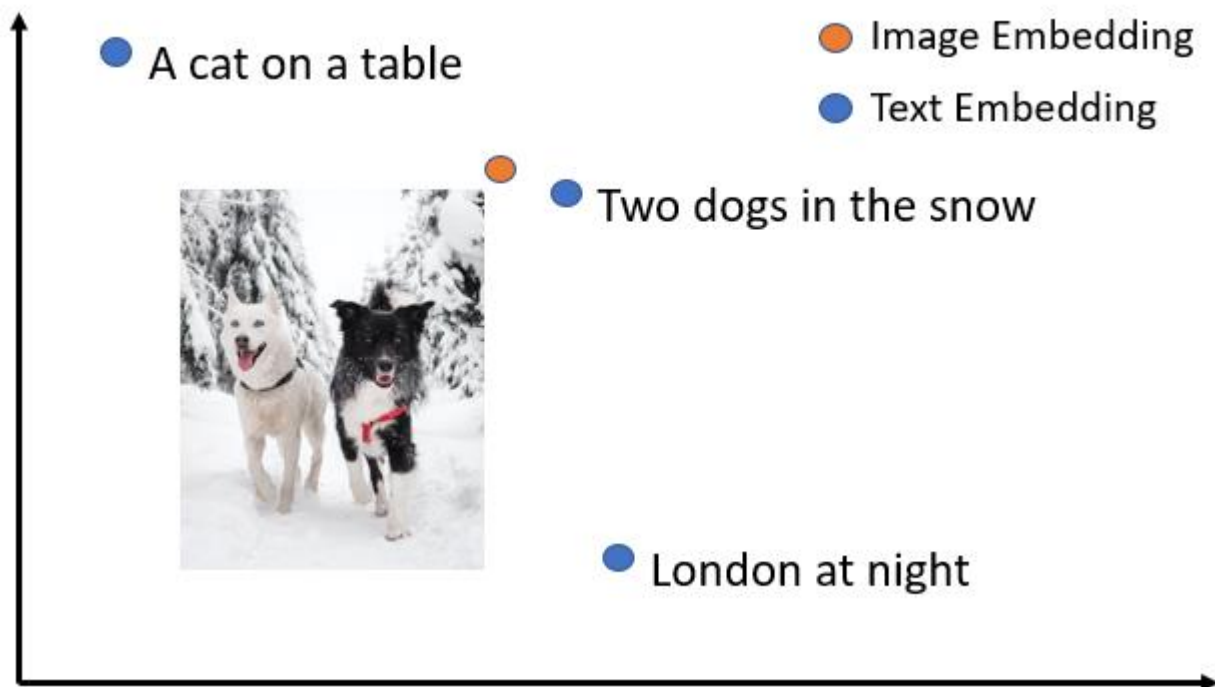 A cat on a table
Image Embedding
Text Embedding
Two dogs in the snow
London at night